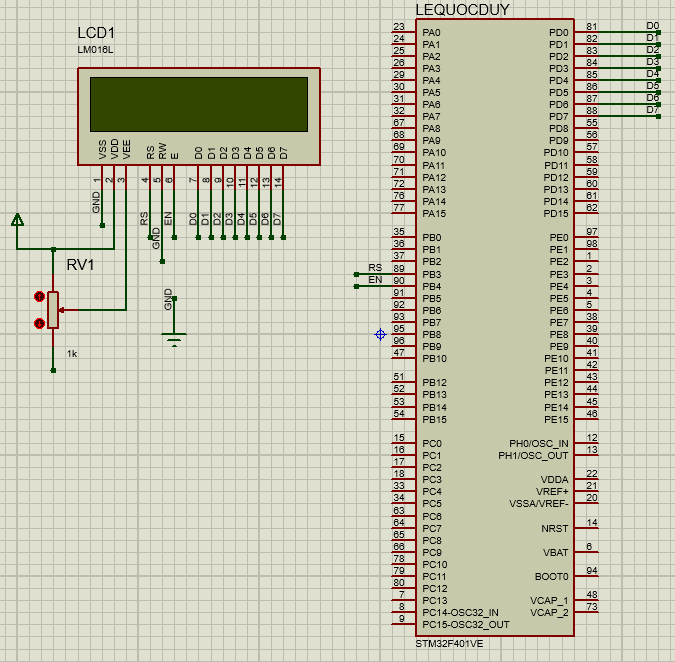 LCD1
LM016L
VSS VDD VEE RS RW E D0 D1 D2 D3 D4 D5 D6 D7
1 2 3 4 5 6 7 8 9 10 11 12 13 14
GND RS GND EN D0 D1 D2 D3 D4 D5 D6 D7
RV1
1k
GND
LEQUOCDUY
23 PA0 PD0 81 D0
24 PA1 PD1 82 D1
25 PA2 PD2 83 D2
26 PA3 PD3 84 D3
29 PA4 PD4 85 D4
30 PA5 PD5 86 D5
31 PA6 PD6 87 D6
32 PA7 PD7 88 D7
67 PA8 PD8 55
68 PA9 PD9 56
69 PA10 PD10 57
70 PA11 PD11 58
71 PA12 PD12 59
72 PA13 PD13 60
76 PA14 PD14 61
77 PA15 PD15 62
35 PB0 PE0 97
36 PB1 PE1 98
37 PB2 PE2 1
RS 89 PB3 PE3 2
EN 90 PB4 PE4 3
91 PB5 PE5 4
92 PB6 PE6 5
93 PB7 PE7 38
95 PB8 PE8 39
96 PB9 PE9 40
47 PB10 PE10 41
PE11 42
51 PB12 PE12 43
52 PB13 PE13 44
53 PB14 PE14 45
54 PB15 PE15 46
15 PC0 PH0/OSC_IN 12
16 PC1 PH1/OSC_OUT 13
17 PC2
18 PC3 VDDA 22
33 PC4 VREF+ 21
34 PC5 VSSA/VREF- 20
63 PC6
64 PC7 NRST 14
65 PC8
66 PC9 VBAT 6
78 PC10
79 PC11 BOOT0 94
80 PC12
7 PC13 VCAP_1 48
8 PC14-OSC32_IN VCAP_2 73
9 PC15-OSC32_OUT
STM32F401VE